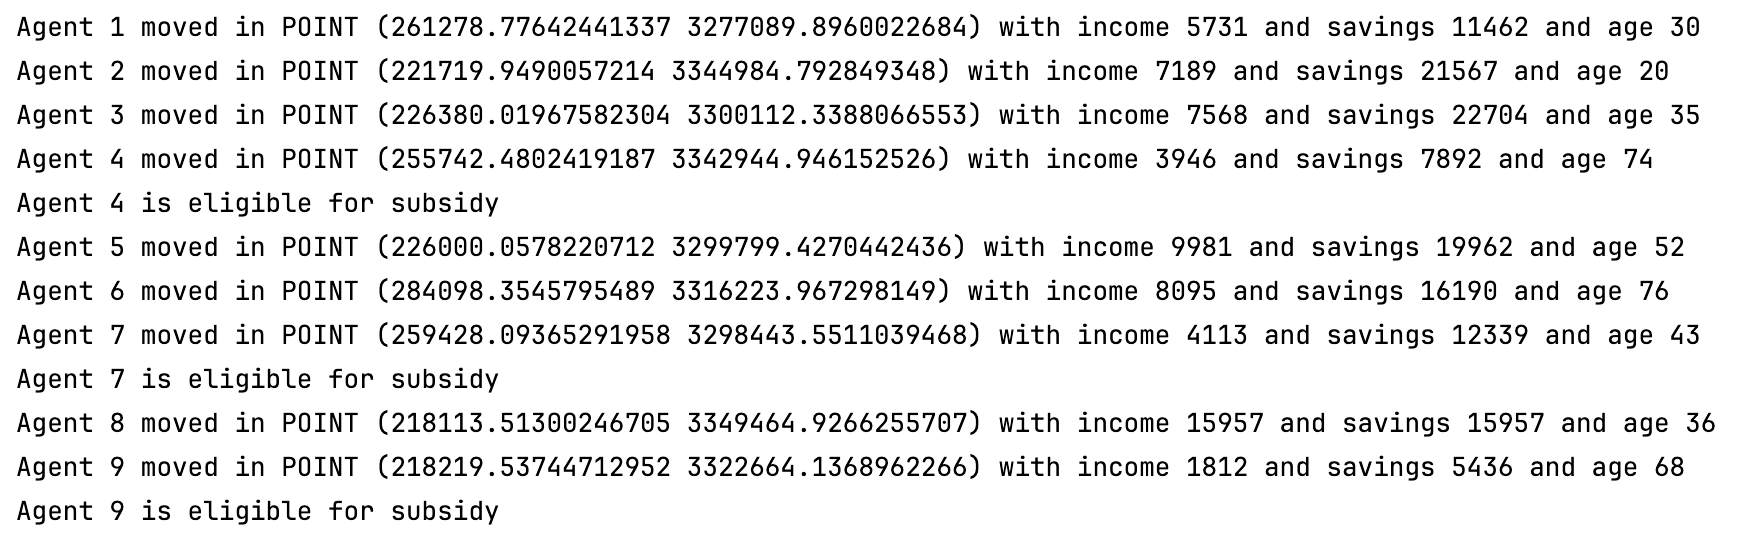 Agent 1 moved in POINT (261278.77642441337 3277089.8960022684) with income 5731 and savings 11462 and age 30
Agent 2 moved in POINT (221719.9490057214 3344984.792849348) with income 7189 and savings 21567 and age 20
Agent 3 moved in POINT (226380.01967582304 3300112.3388066553) with income 7568 and savings 22704 and age 35
Agent 4 moved in POINT (255742.4802419187 3342944.946152526) with income 3946 and savings 7892 and age 74
Agent 4 is eligible for subsidy
Agent 5 moved in POINT (226000.0578220712 3299799.4270442436) with income 9981 and savings 19962 and age 52
Agent 6 moved in POINT (284098.3545795489 3316223.967298149) with income 8095 and savings 16190 and age 76
Agent 7 moved in POINT (259428.09365291958 3298443.5511039468) with income 4113 and savings 12339 and age 43
Agent 7 is eligible for subsidy
Agent 8 moved in POINT (218113.51300246705 3349464.9266255707) with income 15957 and savings 15957 and age 36
Agent 9 moved in POINT (218219.53744712952 3322664.1368962266) with income 1812 and savings 5436 and age 68
Agent 9 is eligible for subsidy